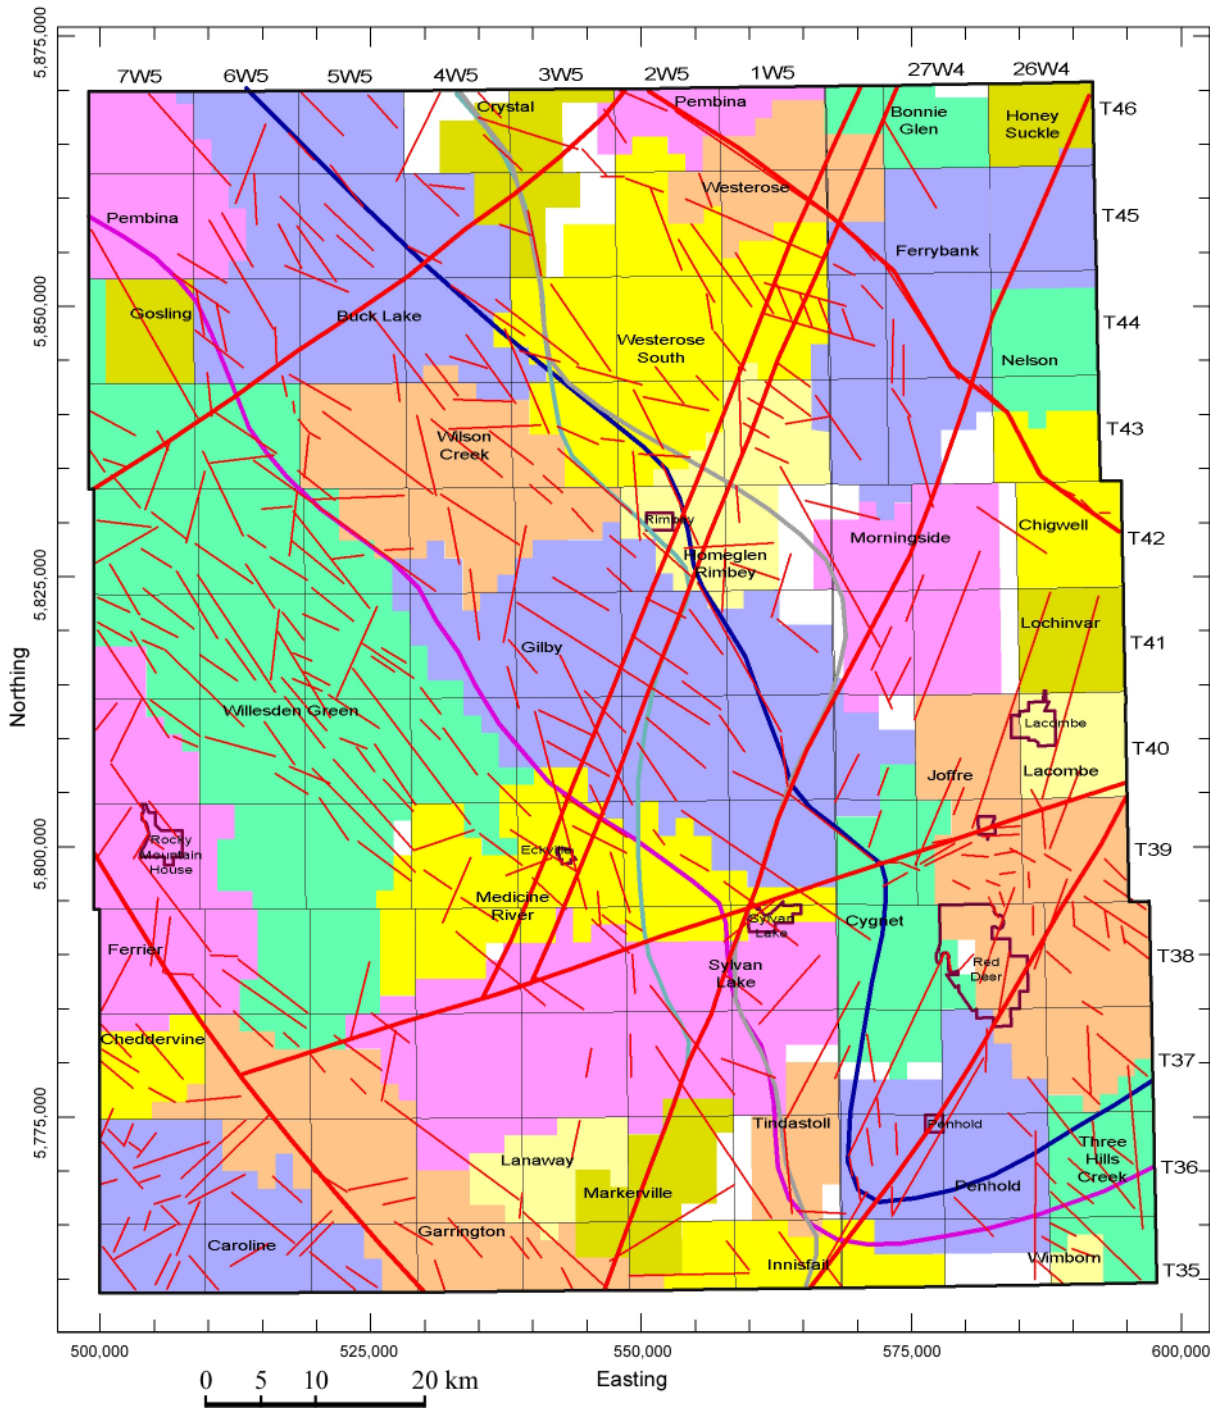 5,875,000
7W5
6W5
5W5
4W5
3W5
2W5
1W5
27W4
26W4
Crystal
Pembina
Bonnie
Glen
Honey
Suckle
T46
Westerose
Pembina
T45
Ferrybank
5,850,000
Gosling
Buck Lake
T44
Westerose
South
Nelson
T43
Wilson
Creek
Rimbey
Chigwell
Morningside
T42
Homeglen
Rimbey
5,825,000
Lochinvar
T41
Gilby
Northing
Willesden Green
Lacombe
T40
Joffre
Lacombe
5,800,000
Rocky
Mountain
House
Eckville
T39
Medicine
River
Sylvan
Lake
Cygnet
Ferrier
T38
Red
Deer
Sylvan
Lake
Cheddervine
T37
5,775,000
Tindastoll
Penhold
Three
Hills
Creek
Lanaway
T36
Markerville
Penhold
Garrington
Caroline
Innisfail
Wimborn
T35
500,000
525,000
550,000
575,000
600,000
Easting
0
5
10
20 km